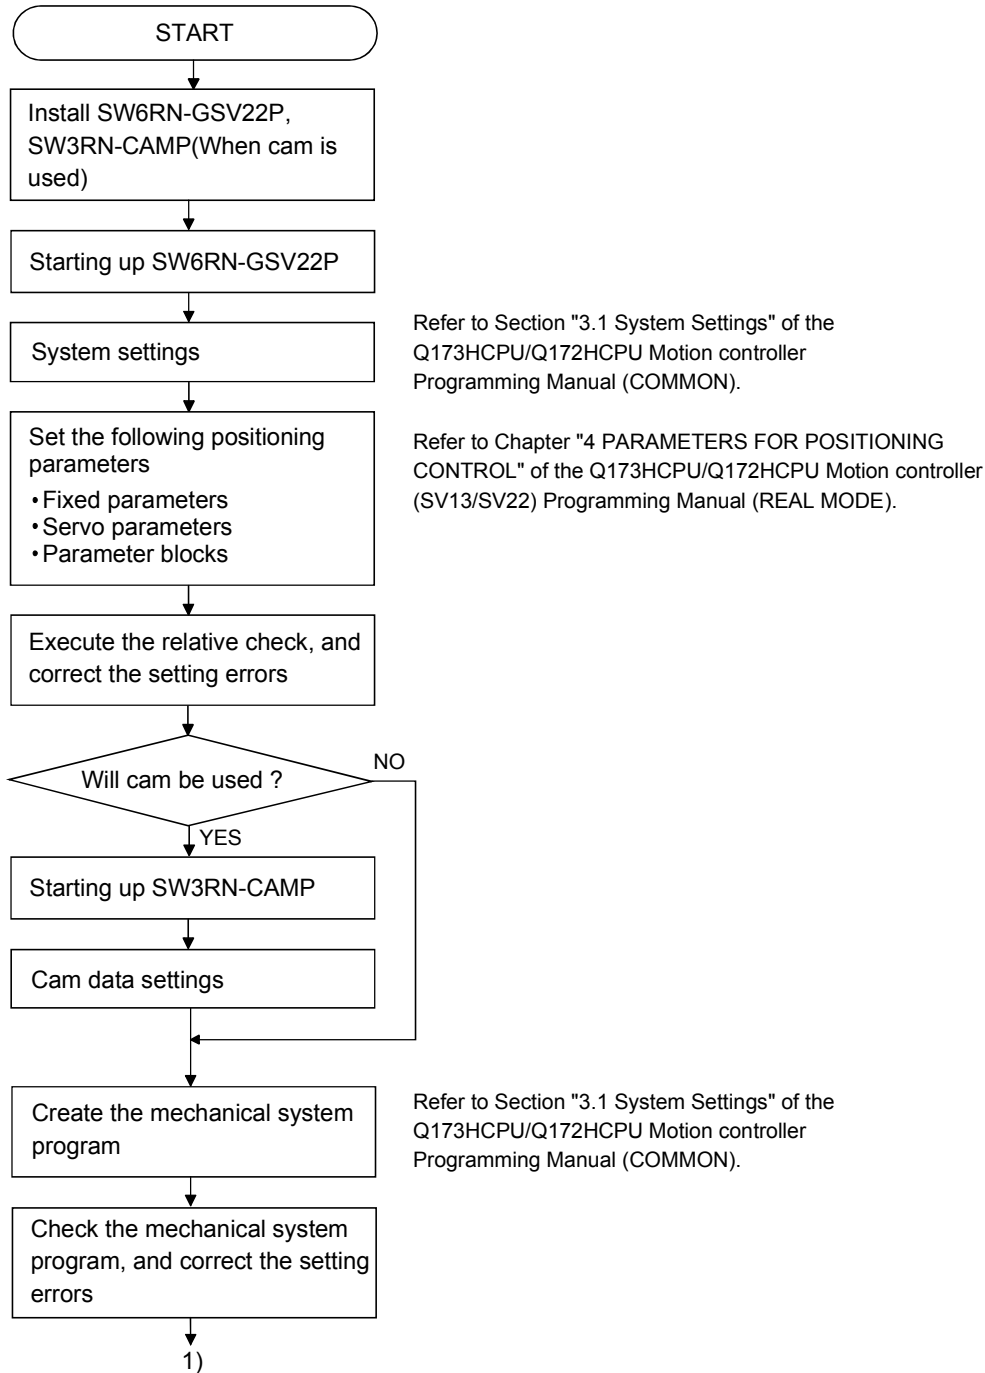 START
Install SW6RN-GSV22P,
SW3RN-CAMP(When cam is
used)
Starting up SW6RN-GSV22P
System settings
Refer to Section "3.1 System Settings" of the
Q173HCPU/Q172HCPU Motion controller
Programming Manual (COMMON).
Set the following positioning
parameters
• Fixed parameters
• Servo parameters
• Parameter blocks
Refer to Chapter "4 PARAMETERS FOR POSITIONING
CONTROL" of the Q173HCPU/Q172HCPU Motion controller
(SV13/SV22) Programming Manual (REAL MODE).
Execute the relative check, and
correct the setting errors
Will cam be used ?
NO
YES
Starting up SW3RN-CAMP
Cam data settings
Create the mechanical system
program
Refer to Section "3.1 System Settings" of the
Q173HCPU/Q172HCPU Motion controller
Programming Manual (COMMON).
Check the mechanical system
program, and correct the setting
errors
1)